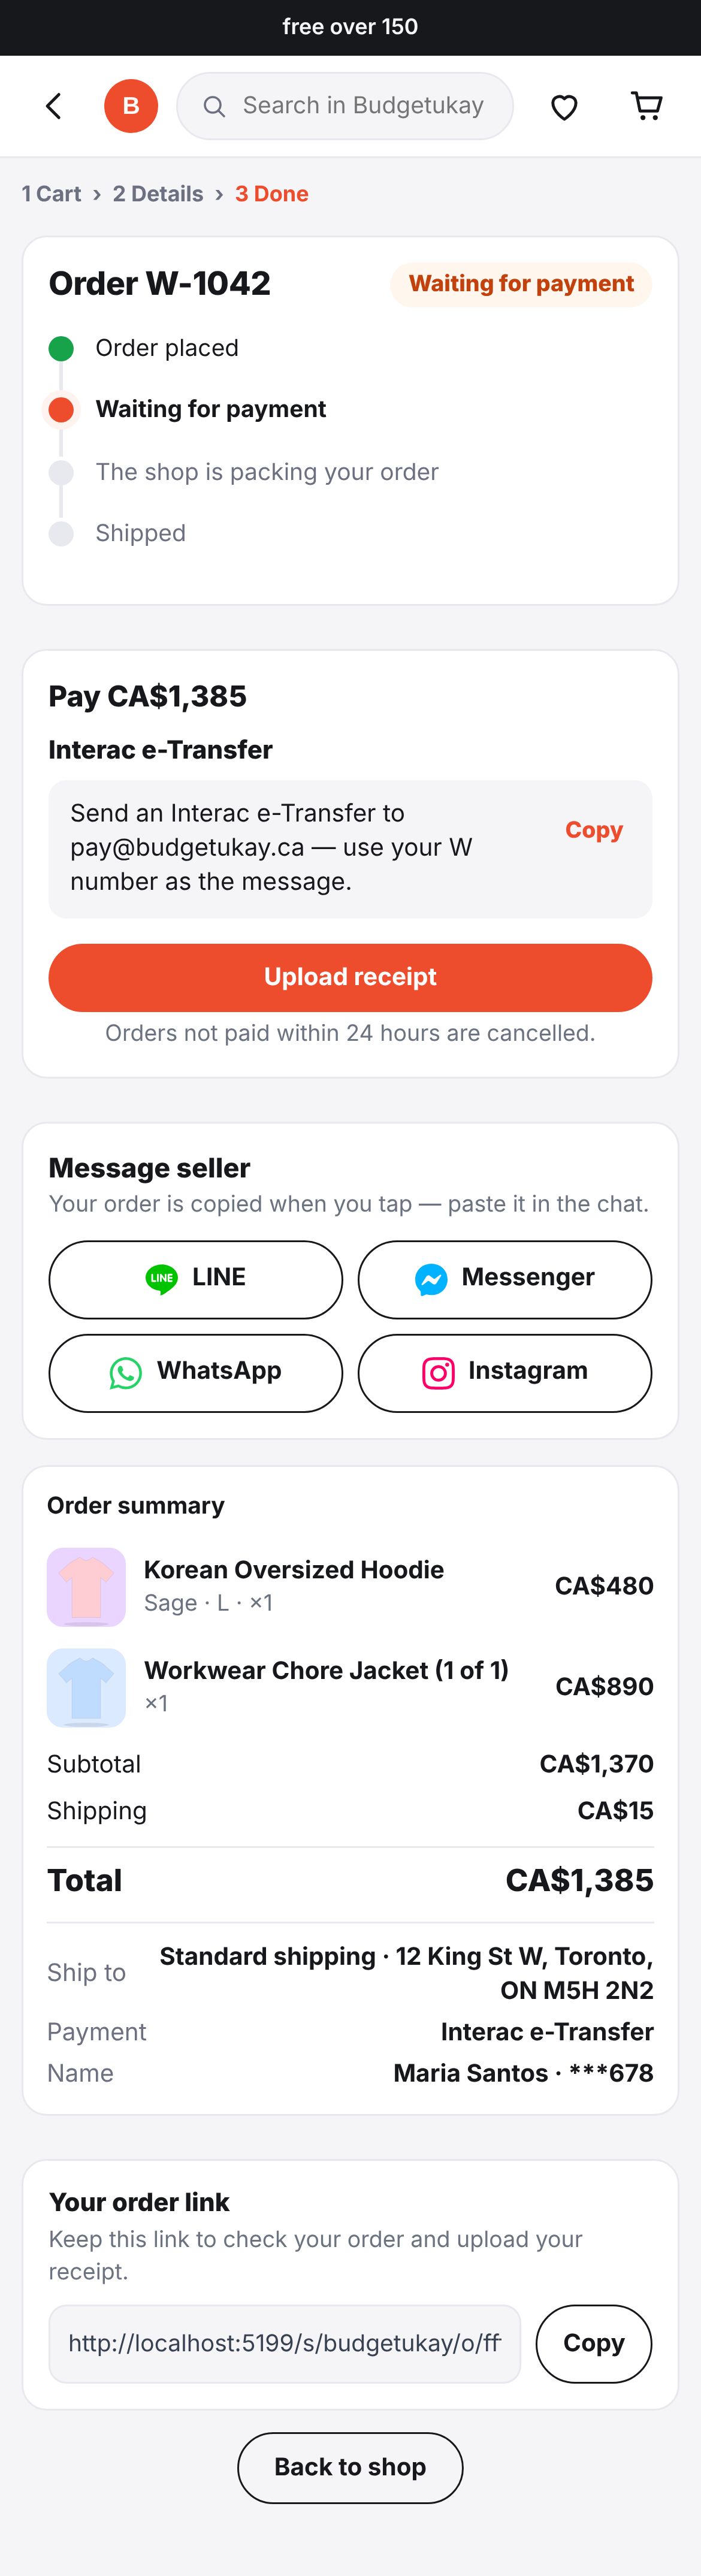 free over 150
B
Search in Budgetukay
1 Cart › 2 Details › 3 Done
Order W-1042
Waiting for payment
Order placed
Waiting for payment
The shop is packing your order
Shipped
Pay CA$1,385
Interac e-Transfer
Send an Interac e-Transfer to
pay@budgetukay.ca — use your W
number as the message.
Copy
Upload receipt
Orders not paid within 24 hours are cancelled.
Message seller
Your order is copied when you tap — paste it in the chat.
LINE LINE
Messenger
WhatsApp
Instagram
Order summary
Korean Oversized Hoodie
Sage · L · ×1
CA$480
Workwear Chore Jacket (1 of 1)
×1
CA$890
Subtotal CA$1,370
Shipping CA$15
Total CA$1,385
Ship to
Standard shipping · 12 King St W, Toronto,
ON M5H 2N2
Payment Interac e-Transfer
Name Maria Santos · ***678
Your order link
Keep this link to check your order and upload your
receipt.
http://localhost:5199/s/budgetukay/o/ff
Copy
Back to shop